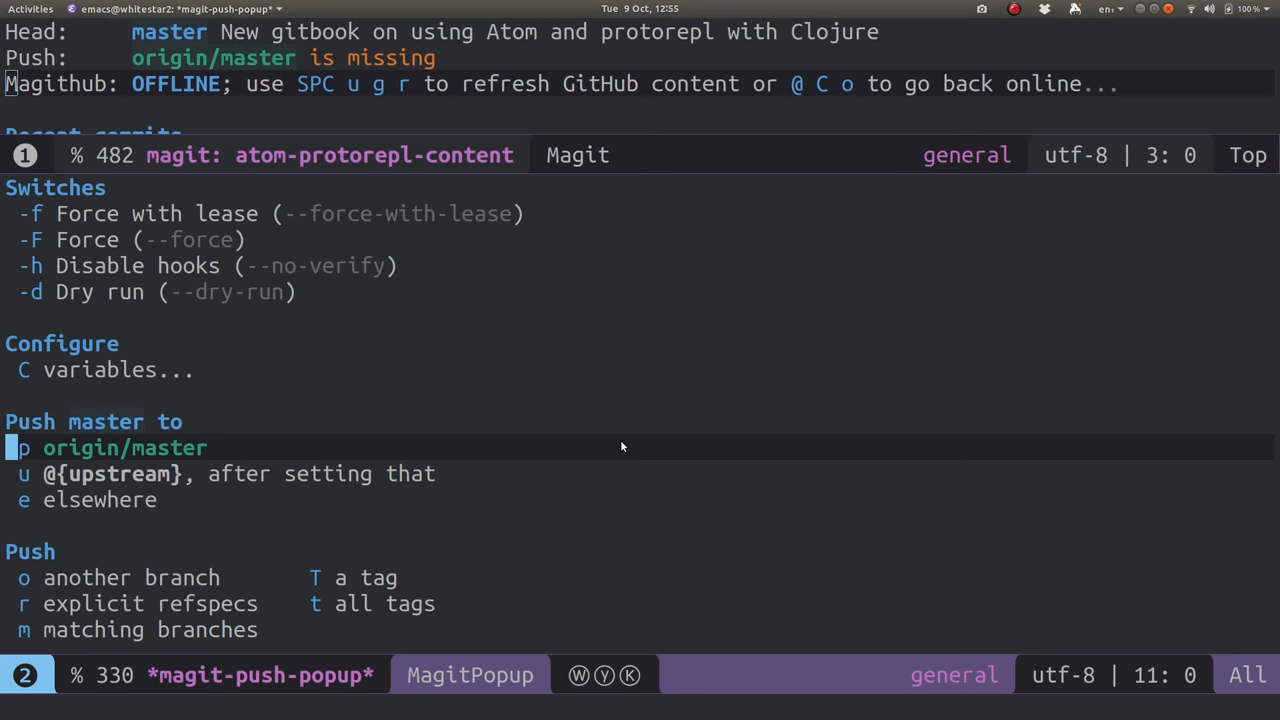 Activities emacs@whitestar2: *magit-push-popup* Tue 9 Oct, 12:55 en₁ 100 %
Head: master New gitbook on using Atom and protorepl with Clojure
Push: origin/master is missing
Magithub: OFFLINE; use SPC u g r to refresh GitHub content or @ C o to go back online...
Recent commits
1 % 482 magit: atom-protorepl-content Magit general utf-8 | 3: 0 Top
Switches
-f Force with lease (--force-with-lease)
-F Force (--force)
-h Disable hooks (--no-verify)
-d Dry run (--dry-run)
Configure
C variables...
Push master to
p origin/master
u @{upstream}, after setting that
e elsewhere
Push
o another branch T a tag
r explicit refspecs t all tags
m matching branches
2 % 330 *magit-push-popup* MagitPopup ⓦⓨⓀ general utf-8 | 11: 0 All